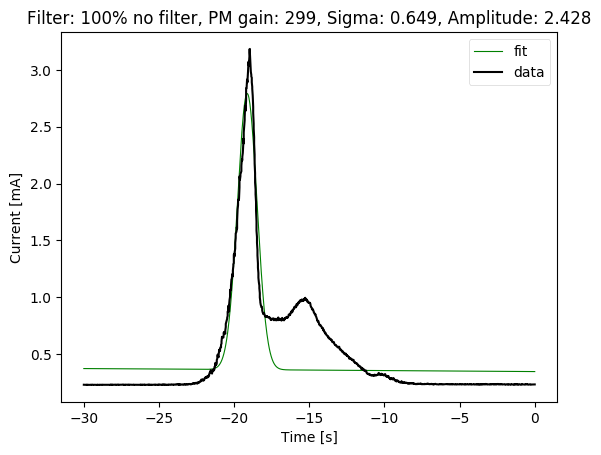 Filter: 100% no filter, PM gain: 299, Sigma: 0.649, Amplitude: 2.428
fit
data
3.0
2.5
2.0
1.5
1.0
0.5
Current [mA]
−30 −25 −20 −15 −10 −5 0
Time [s]